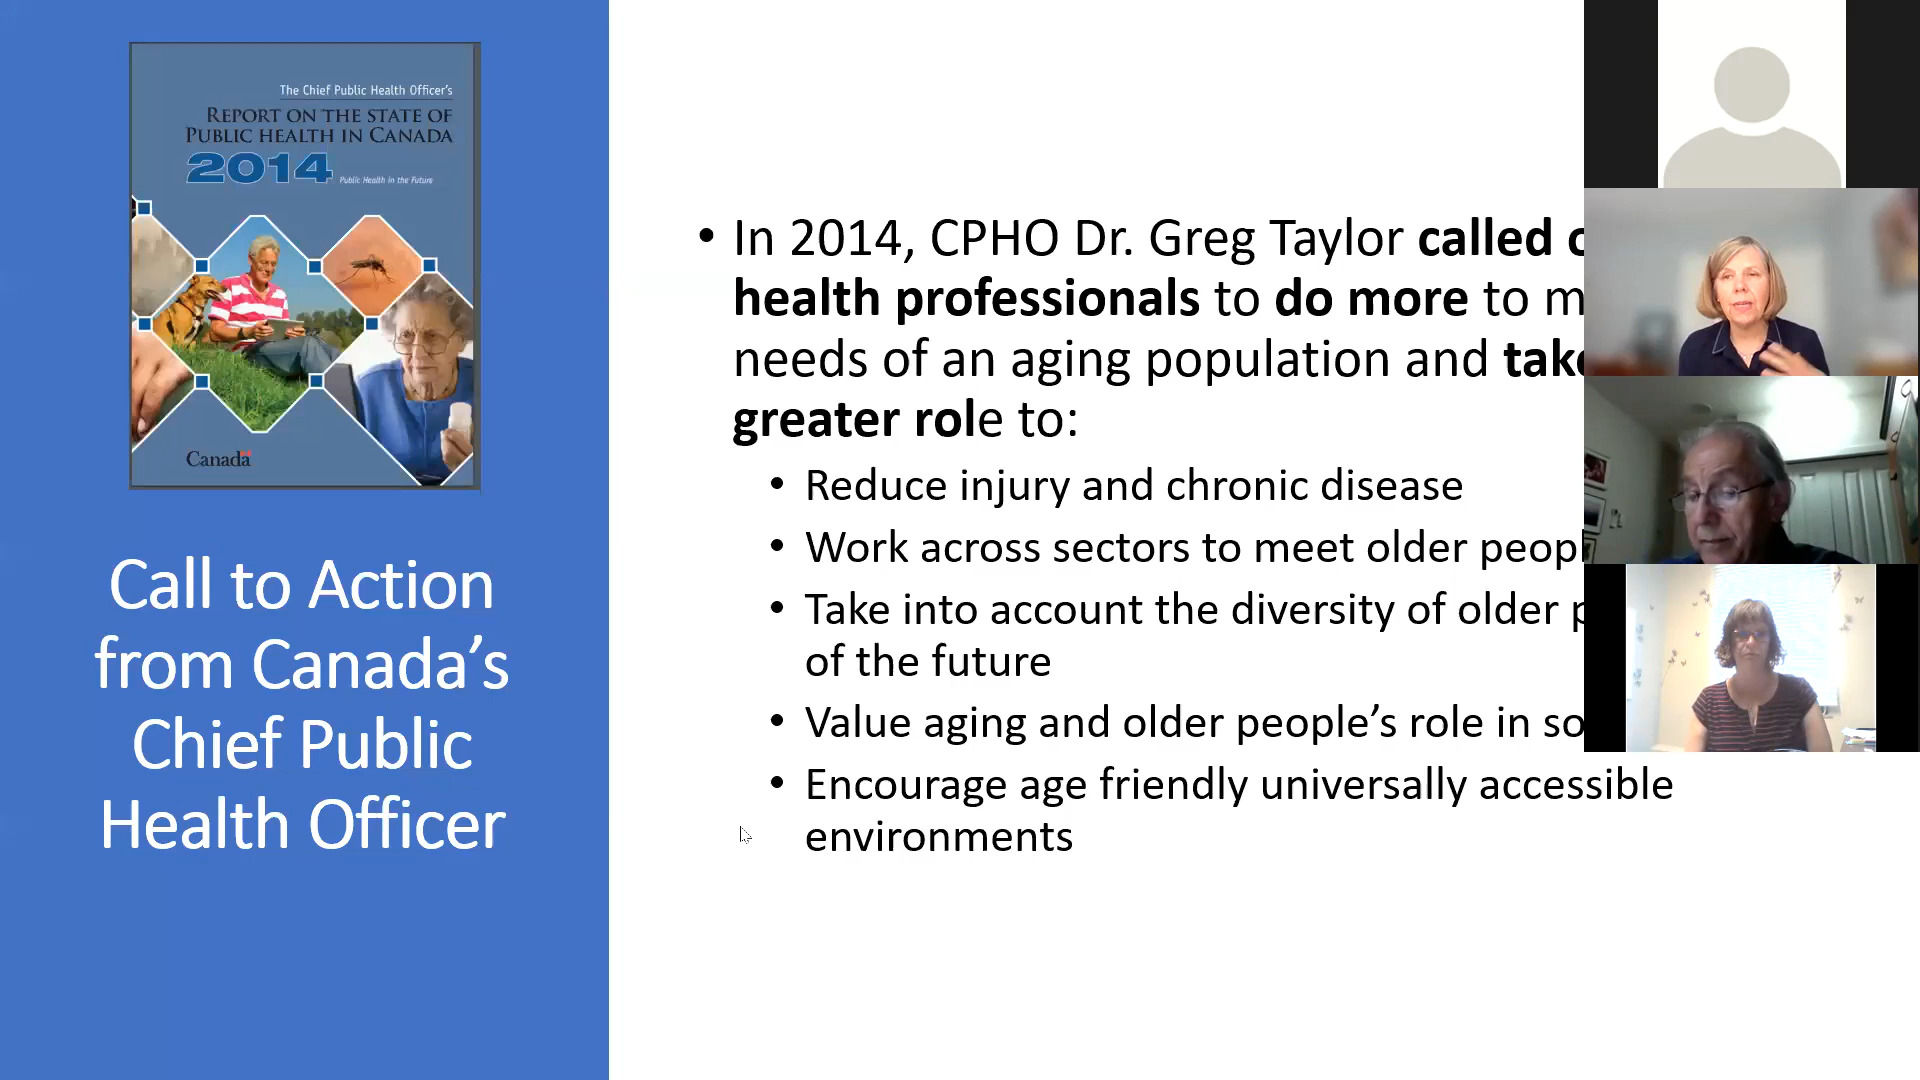 The Chief Public Health Officer's
REPORT ON THE STATE OF
PUBLIC HEALTH IN CANADA
2014 Public Health in the Future
Canada
Call to Action
from Canada’s
Chief Public
Health Officer
• In 2014, CPHO Dr. Greg Taylor called
health professionals to do more to
needs of an aging population and
greater role to:
• Reduce injury and chronic disease
• Work across sectors to meet older
• Take into account the diversity of older
of the future
• Value aging and older people’s role in
• Encourage age friendly universally accessible
environments